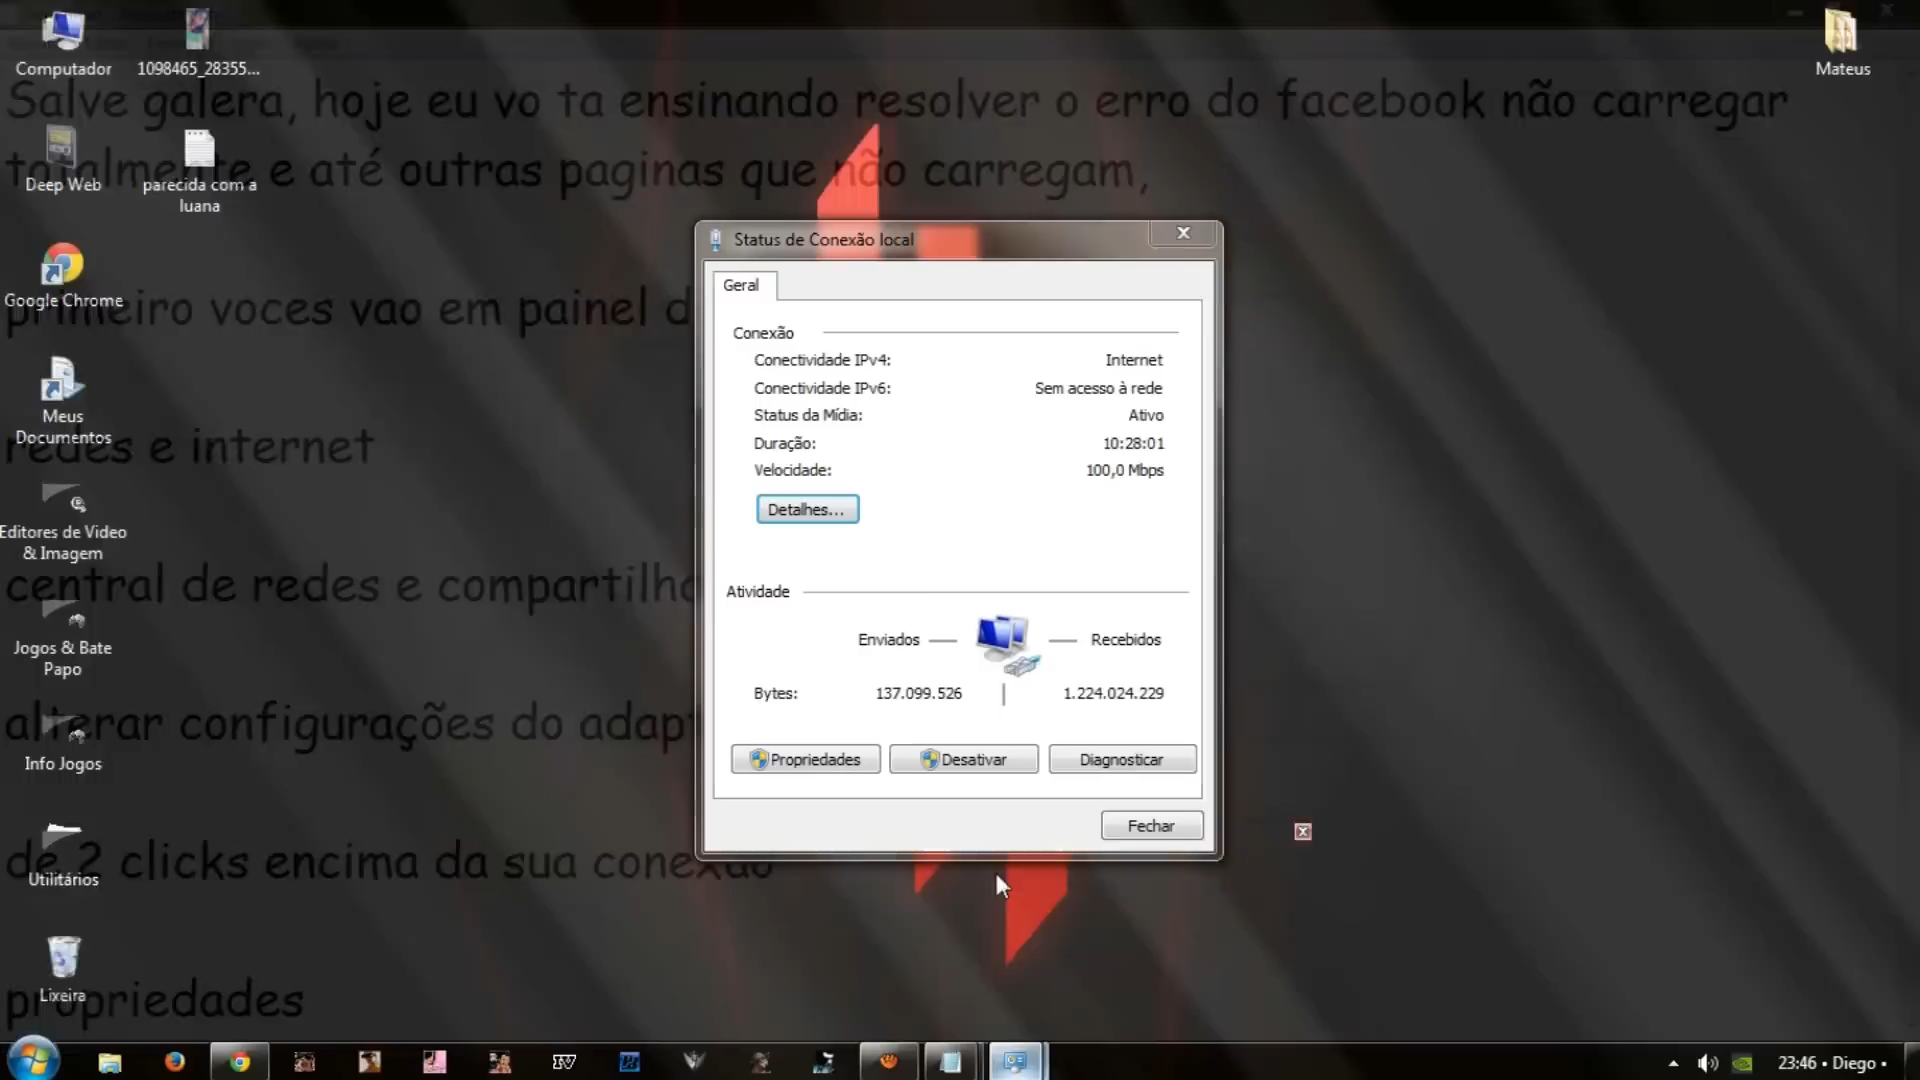 Computador
1098465_28355...
Mateus
Salve galera, hoje eu vo ta ensinando resolver o erro do facebook não carregar
totalmente e até outras paginas que não carregam,
Deep Web
parecida com a
luana
Status de Conexão local
Geral
Google Chrome
primeiro voces vao em painel d
Conexão
Conectividade IPv4:
Internet
Conectividade IPv6:
Sem acesso à rede
Status da Mídia:
Ativo
Duração:
10:28:01
Velocidade:
100,0 Mbps
Detalhes...
Meus
Documentos
redes e internet
Editores de Video
& Imagem
central de redes e compartilha
Atividade
Enviados
Recebidos
Bytes:
137.099.526
1.224.024.229
Jogos & Bate
Papo
alterar configurações do adapt
Info Jogos
Propriedades
Desativar
Diagnosticar
Fechar
de 2 clicks encima da sua conexão
Utilitários
Lixeira
propriedades
IV
23:46 • Diego •